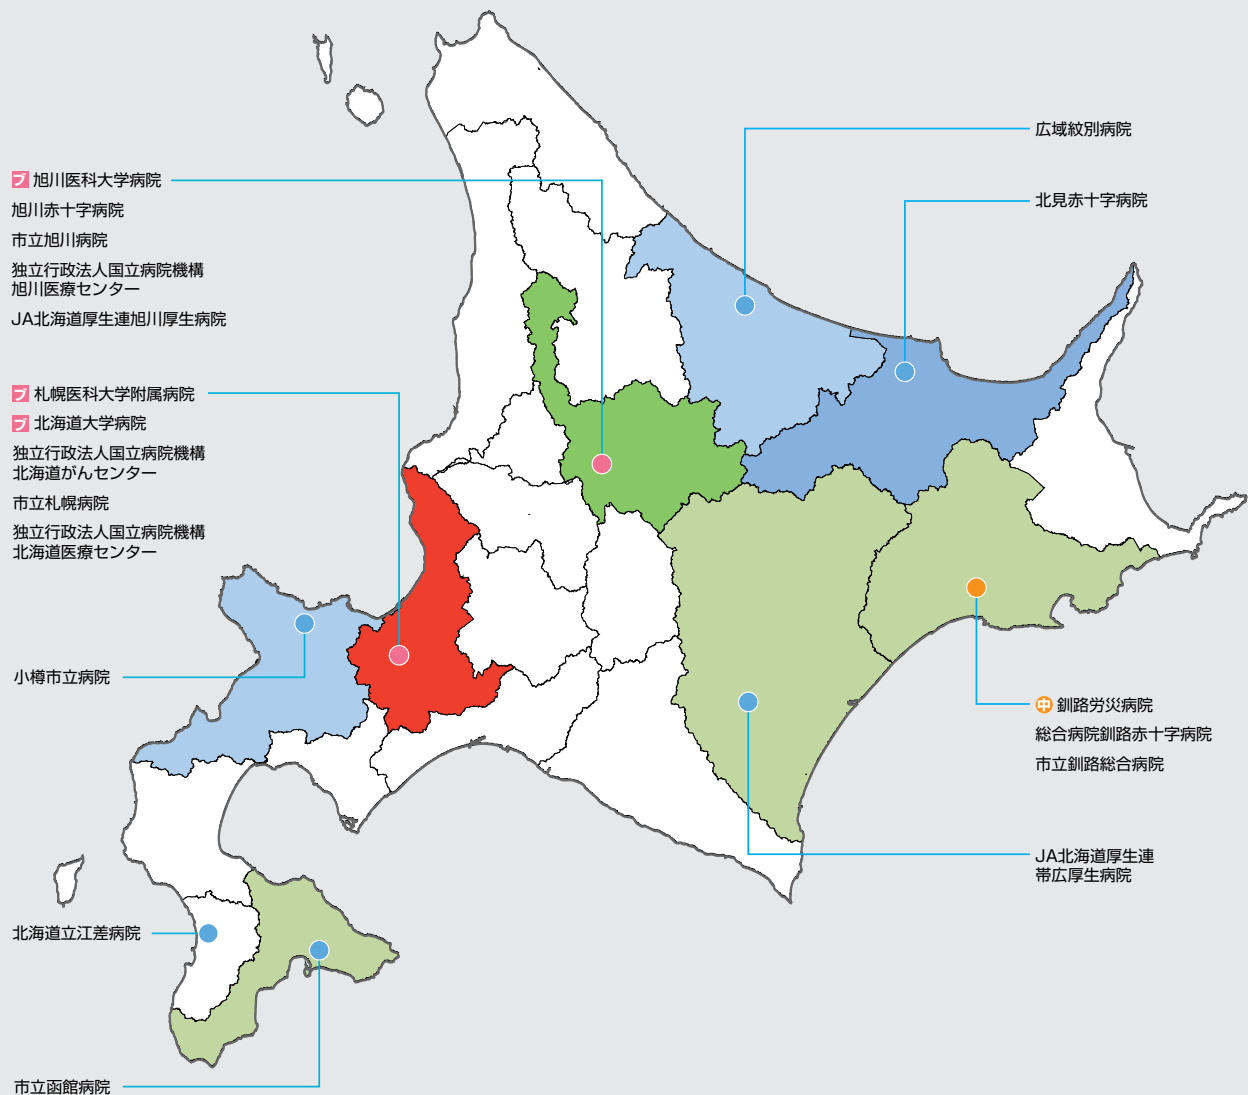 ブ 旭川医科大学病院
旭川赤十字病院
市立旭川病院
独立行政法人国立病院機構
旭川医療センター
JA北海道厚生連旭川厚生病院
ブ 札幌医科大学附属病院
ブ 北海道大学病院
独立行政法人国立病院機構
北海道がんセンター
市立札幌病院
独立行政法人国立病院機構
北海道医療センター
小樽市立病院
北海道立江差病院
市立函館病院
広域紋別病院
北見赤十字病院
中 釧路労災病院
総合病院釧路赤十字病院
市立釧路総合病院
JA北海道厚生連
帯広厚生病院